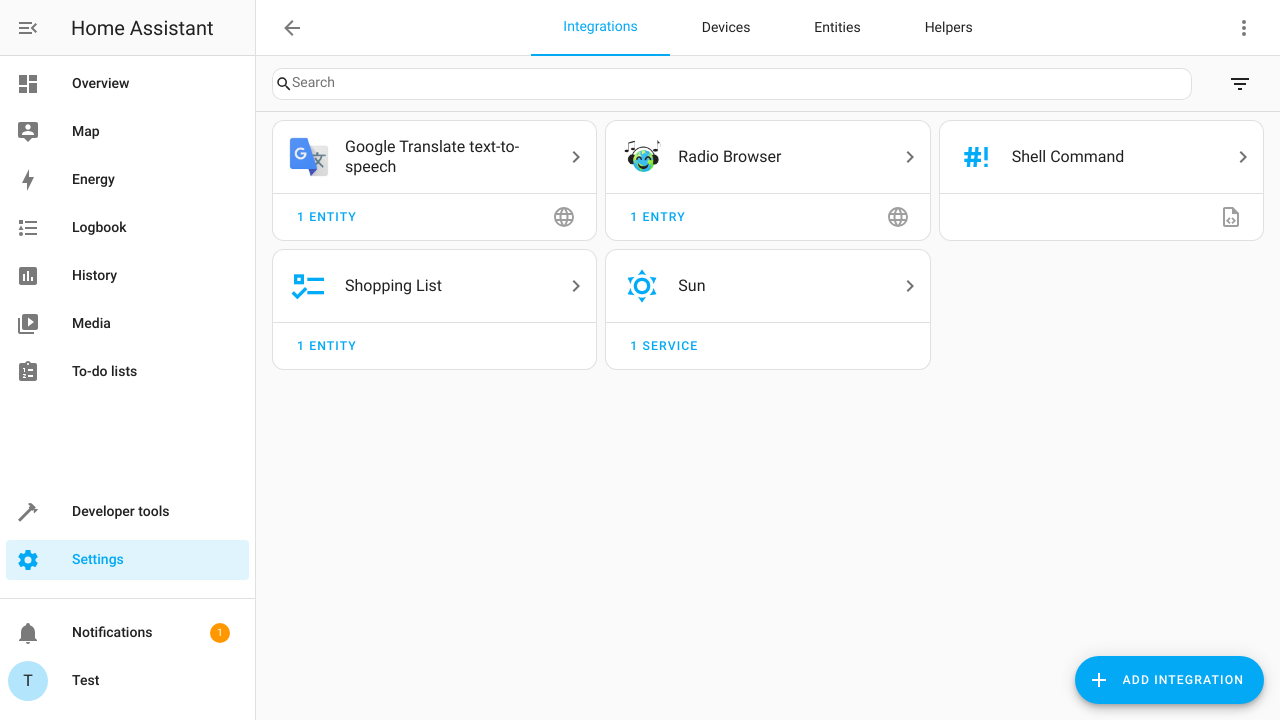 Home Assistant
Integrations
Devices
Entities
Helpers
Overview
Map
Energy
Logbook
History
Media
To-do lists
Developer tools
Settings
Notifications
1
T
Test
Search
Google Translate text-to-
speech
1 ENTITY
Radio Browser
1 ENTRY
#!
Shell Command
Shopping List
1 ENTITY
Sun
1 SERVICE
ADD INTEGRATION